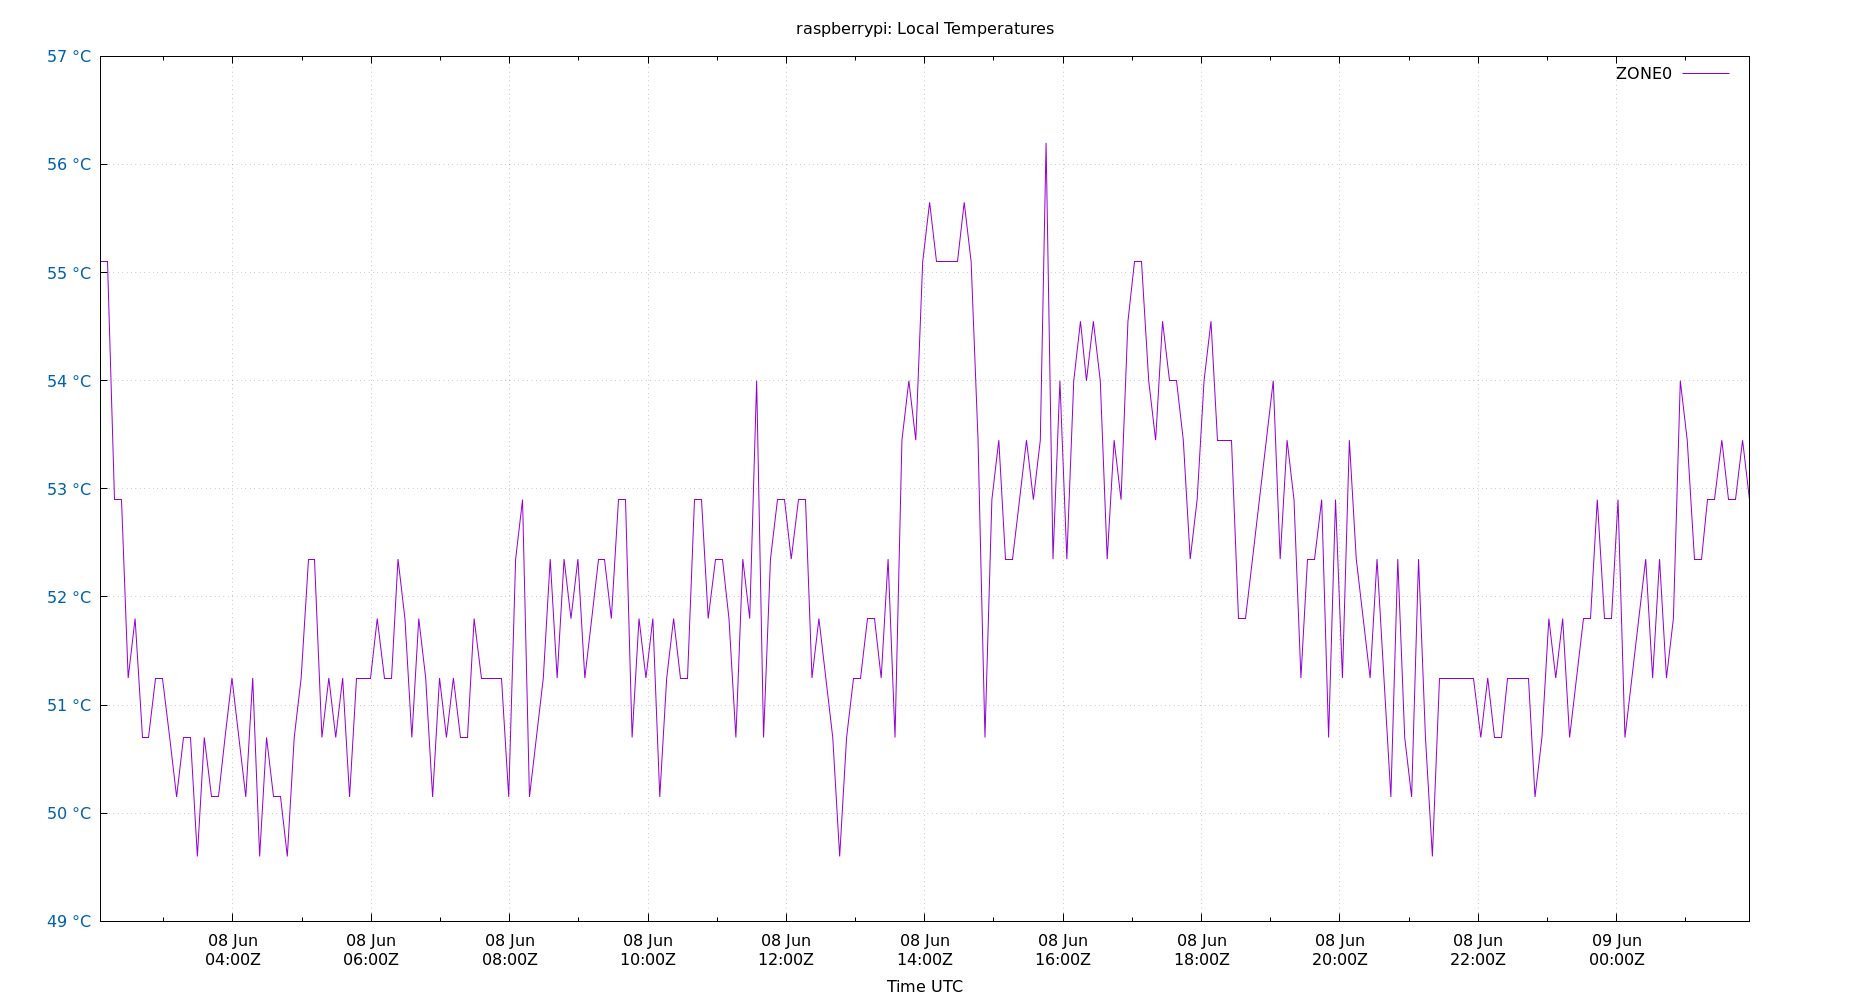 raspberrypi: Local Temperatures
57 °C
ZONE0
56 °C
55 °C
54 °C
53 °C
52 °C
51 °C
50 °C
49 °C
08 Jun 08 Jun 08 Jun 08 Jun 08 Jun 08 Jun 08 Jun 08 Jun 08 Jun 08 Jun 09 Jun
04:00Z 06:00Z 08:00Z 10:00Z 12:00Z 14:00Z 16:00Z 18:00Z 20:00Z 22:00Z 00:00Z
Time UTC